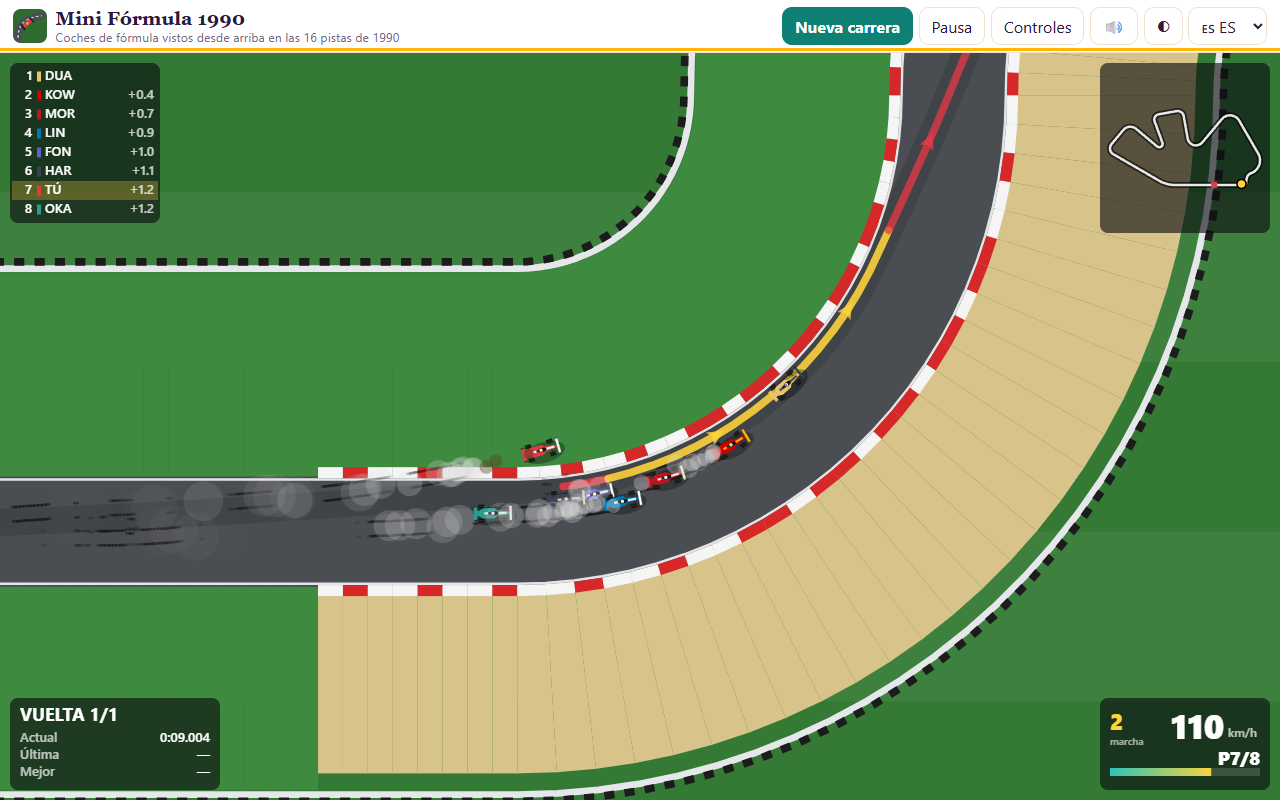 Mini Fórmula 1990
Coches de fórmula vistos desde arriba en las 16 pistas de 1990
Nueva carrera
Pausa
Controles
ES ES
1 DUA
2 KOW +0.4
3 MOR +0.7
4 LIN +0.9
5 FON +1.0
6 HAR +1.1
7 TÚ +1.2
8 OKA +1.2
VUELTA 1/1
Actual 0:09.004
Última —
Mejor —
2 110 km/h
marcha
P7/8